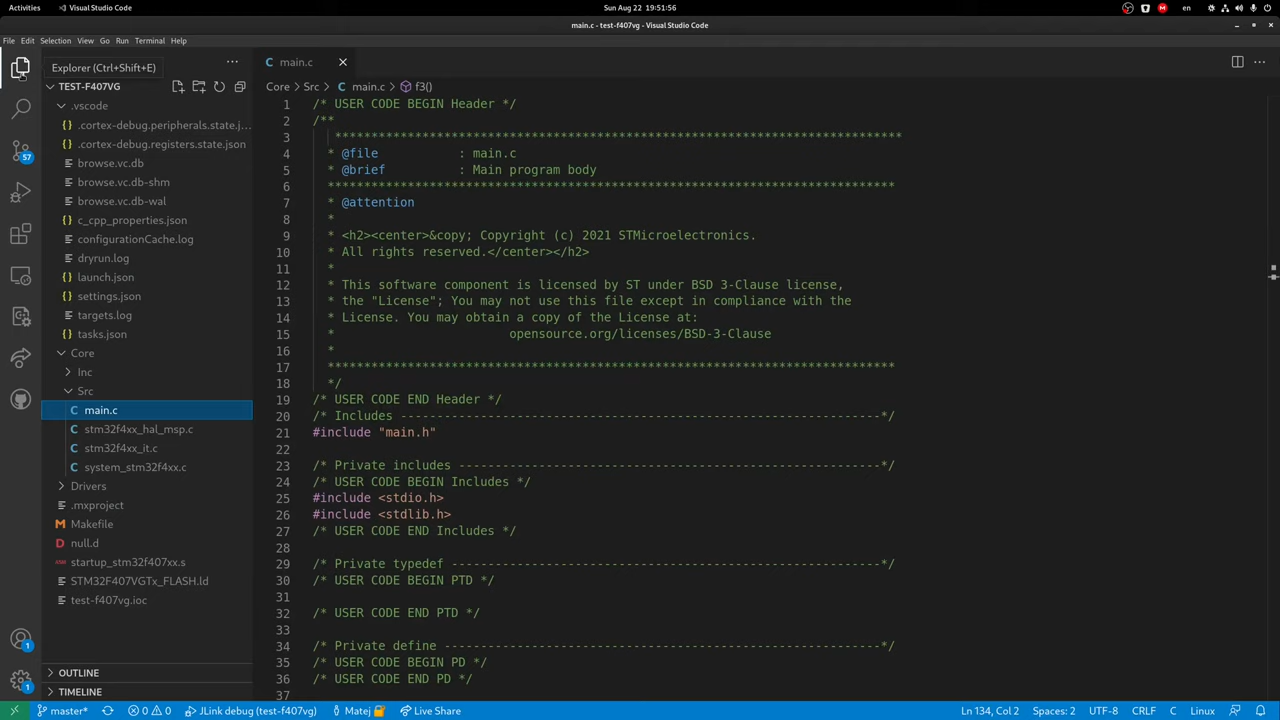 Activities
Visual Studio Code
Sun Aug 22 19:51:56
en
main.c - test-f407vg - Visual Studio Code
File Edit Selection View Go Run Terminal Help
Explorer (Ctrl+Shift+E)
TEST-F407VG
.vscode
.cortex-debug.peripherals.state.j...
.cortex-debug.registers.state.json
browse.vc.db
browse.vc.db-shm
browse.vc.db-wal
c_cpp_properties.json
configurationCache.log
dryrun.log
launch.json
settings.json
targets.log
tasks.json
Core
Inc
Src
main.c
stm32f4xx_hal_msp.c
stm32f4xx_it.c
system_stm32f4xx.c
Drivers
.mxproject
Makefile
null.d
startup_stm32f407xx.s
STM32F407VGTx_FLASH.ld
test-f407vg.ioc
OUTLINE
TIMELINE
57
1
1
main.c
Core > Src > main.c > f3()
1 /* USER CODE BEGIN Header */
2 /**
3 ******************************************************************************
4 * @file : main.c
5 * @brief : Main program body
6 ******************************************************************************
7 * @attention
8 *
9 * <h2><center>&copy; Copyright (c) 2021 STMicroelectronics.
10 * All rights reserved.</center></h2>
11 *
12 * This software component is licensed by ST under BSD 3-Clause license,
13 * the "License"; You may not use this file except in compliance with the
14 * License. You may obtain a copy of the License at:
15 * opensource.org/licenses/BSD-3-Clause
16 *
17 ******************************************************************************
18 */
19 /* USER CODE END Header */
20 /* Includes ------------------------------------------------------------------*/
21 #include "main.h"
22
23 /* Private includes ----------------------------------------------------------*/
24 /* USER CODE BEGIN Includes */
25 #include <stdio.h>
26 #include <stdlib.h>
27 /* USER CODE END Includes */
28
29 /* Private typedef -----------------------------------------------------------*/
30 /* USER CODE BEGIN PTD */
31
32 /* USER CODE END PTD */
33
34 /* Private define ------------------------------------------------------------*/
35 /* USER CODE BEGIN PD */
36 /* USER CODE END PD */
37
master* 0 0 JLink debug (test-f407vg) Matej Live Share Ln 134, Col 2 Spaces: 2 UTF-8 CRLF C Linux